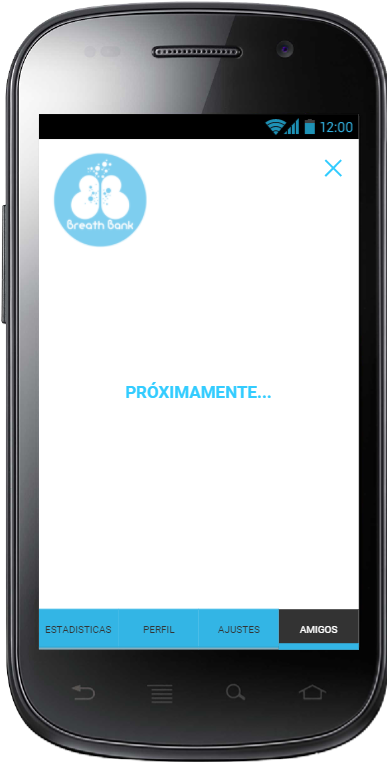 12:00
Breath Bank
PRÓXIMAMENTE...
ESTADISTICAS
PERFIL
AJUSTES
AMIGOS